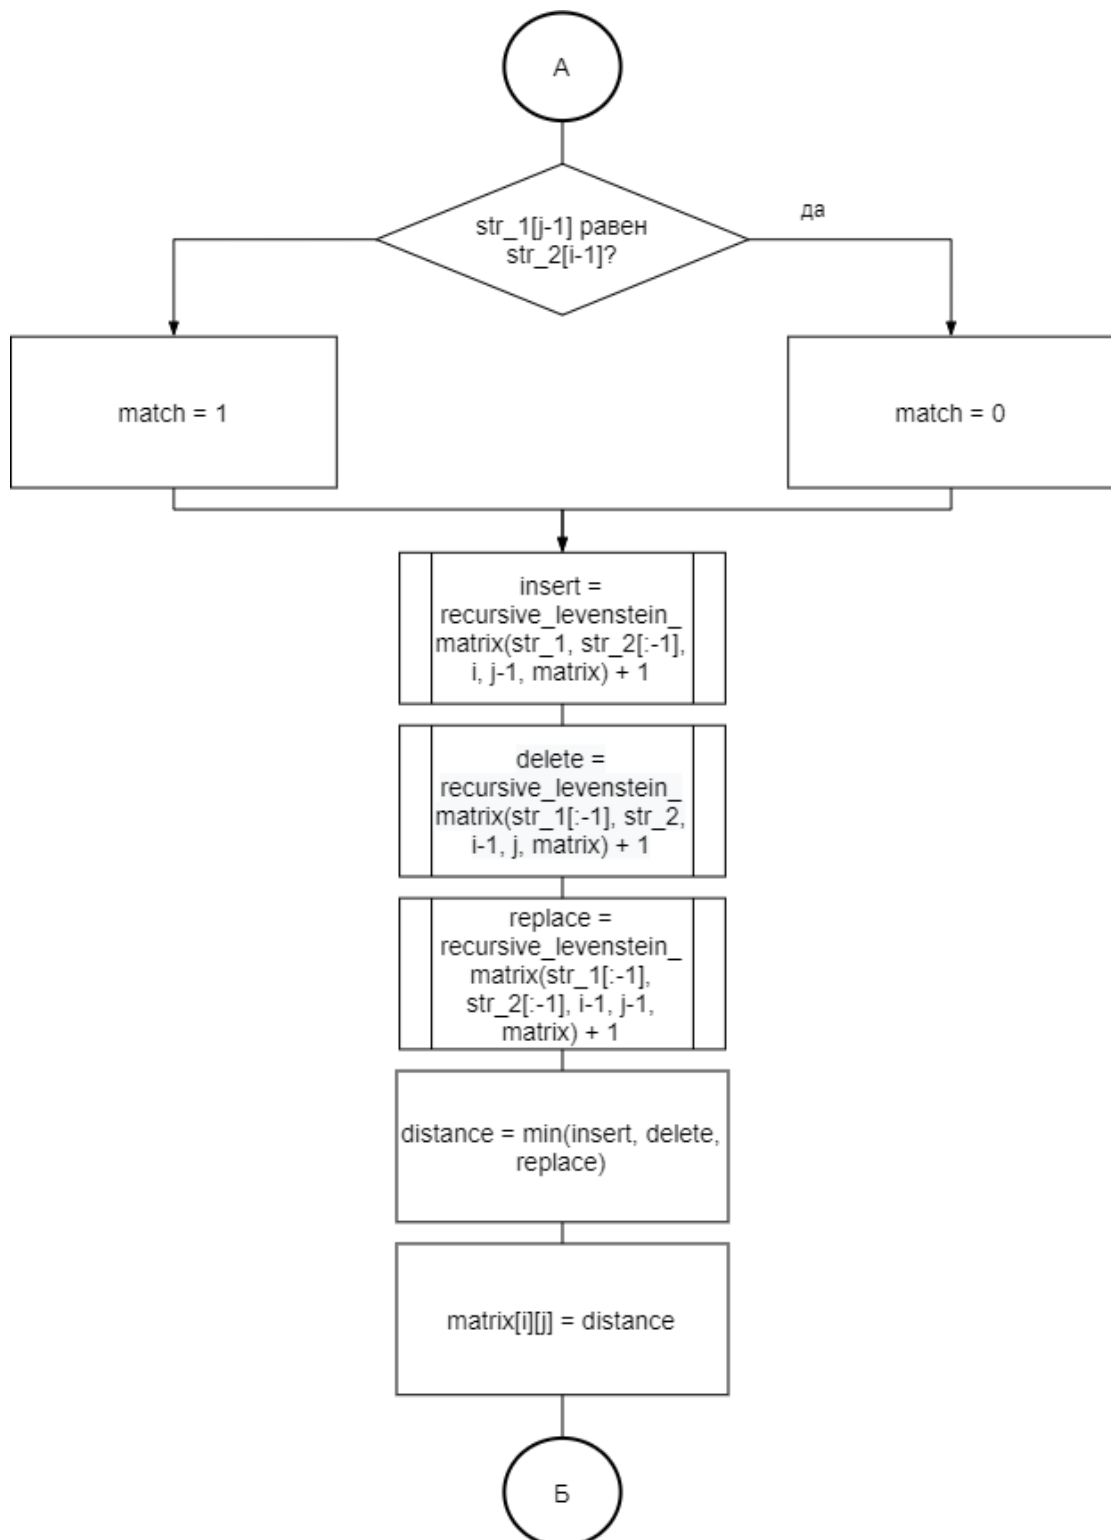 А
str_1[j-1] равен
str_2[i-1]?
да
match = 1
match = 0
insert =
recursive_levenstein_
matrix(str_1, str_2[:-1],
i, j-1, matrix) + 1
delete =
recursive_levenstein_
matrix(str_1[:-1], str_2,
i-1, j, matrix) + 1
replace =
recursive_levenstein_
matrix(str_1[:-1],
str_2[:-1], i-1, j-1,
matrix) + 1
distance = min(insert, delete,
replace)
matrix[i][j] = distance
Б